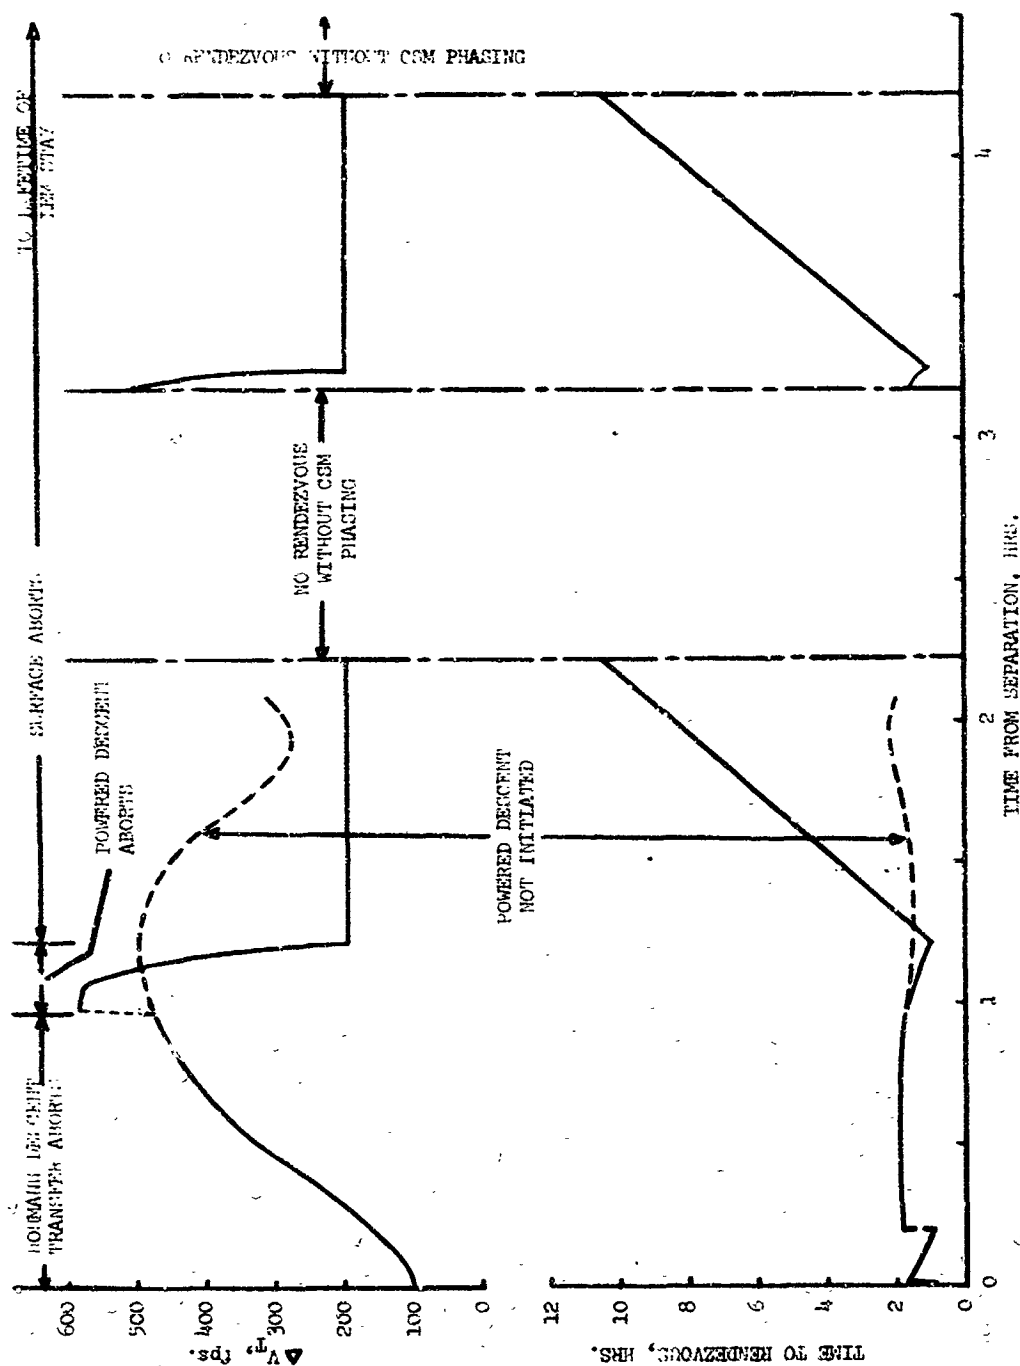 HOHMANN DESCENT
TRANSFER ABORTS
SURFACE ABORTS
TO LIFETIME OF
LEM STAY
POWERED DESCENT
ABORTS
RENDEZVOUS WITHOUT CSM PHASING
NO RENDEZVOUS
WITHOUT CSM
PHASING
POWERED DESCENT
NOT INITIATED
600
500
400
300
200
100
0
Δ V_T, fps.
12
10
8
6
4
2
0
TIME TO RENDEZVOUS, HRS.
0
1
2
3
4
TIME FROM SEPARATION, HRS.